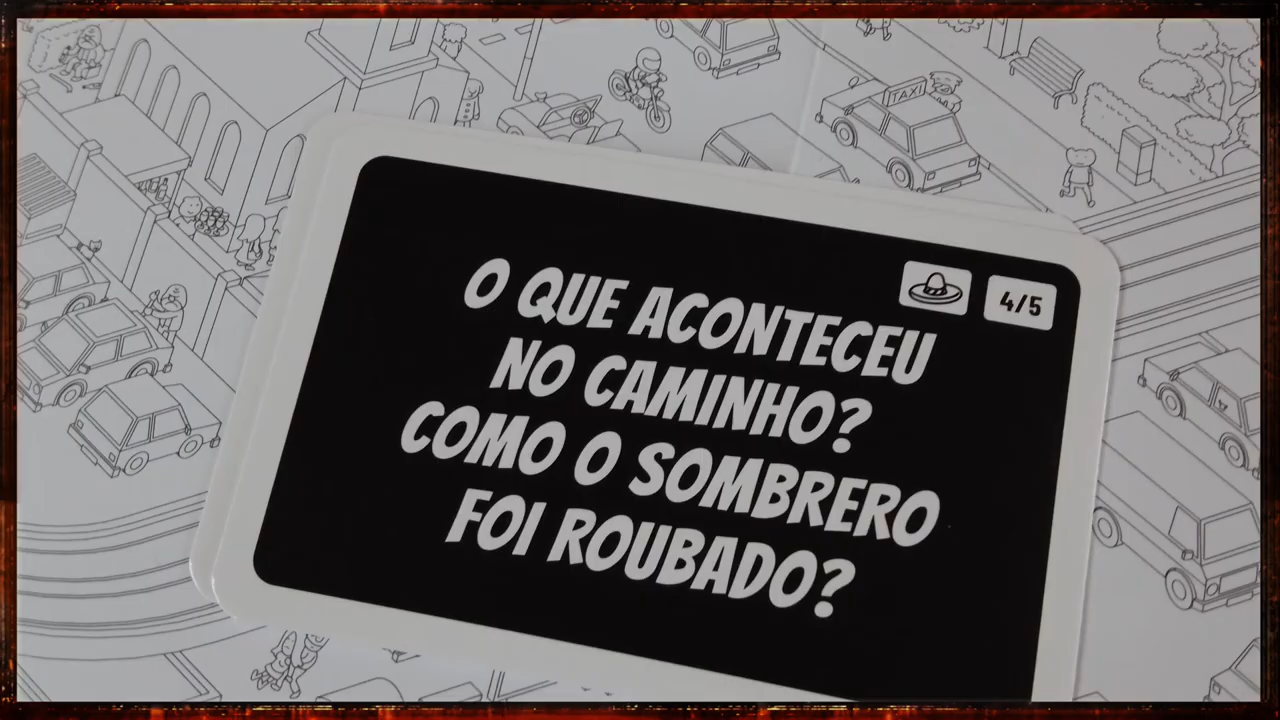 TAXI
4/5
O QUE ACONTECEU
NO CAMINHO?
COMO O SOMBRERO
FOI ROUBADO?